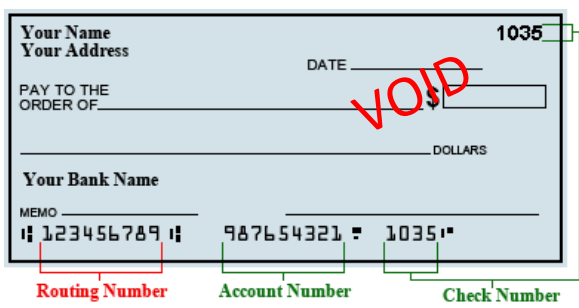 Your Name 1035
Your Address
DATE
VOID
PAY TO THE
ORDER OF
$
DOLLARS
Your Bank Name
MEMO
⑆123456789⑆ 987654321⑈ 1035⑈
Routing Number Account Number Check Number